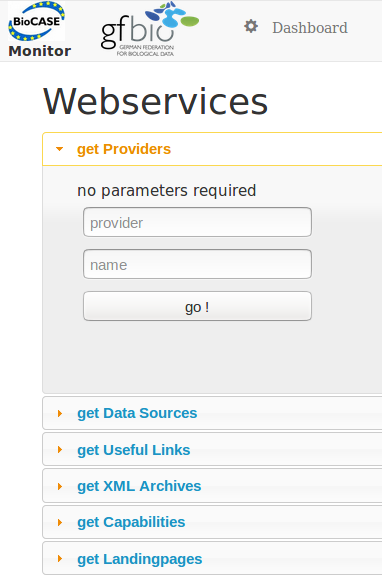 BioCASE
Monitor
gfbio
GERMAN FEDERATION
FOR BIOLOGICAL DATA
Dashboard
Webservices
get Providers
no parameters required
provider
name
go !
get Data Sources
get Useful Links
get XML Archives
get Capabilities
get Landingpages